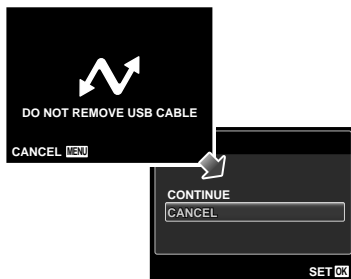 DO NOT REMOVE USB CABLE
CANCEL MENU
CONTINUE
CANCEL
SET OK